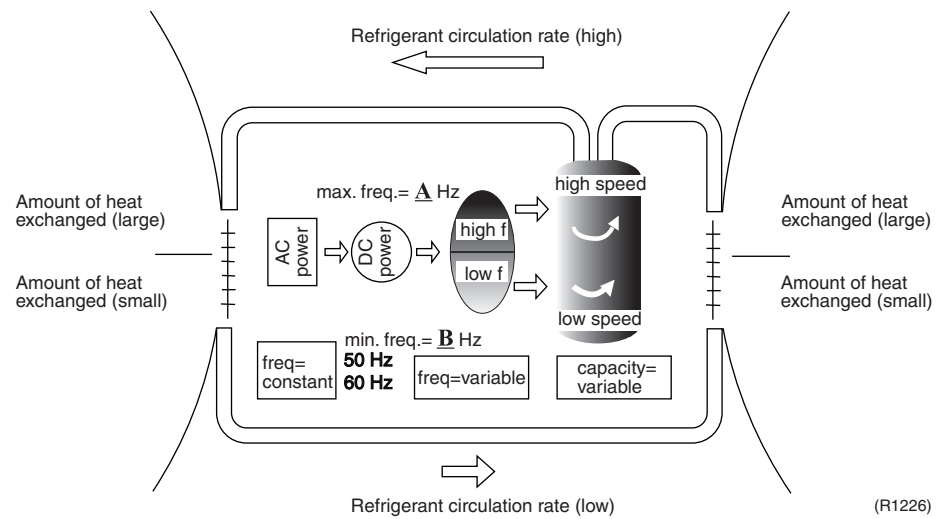 Refrigerant circulation rate (high)
max. freq.= A Hz
high speed
Amount of heat
exchanged (large)
Amount of heat
exchanged (large)
AC
power
DC
power
high f
low f
Amount of heat
exchanged (small)
Amount of heat
exchanged (small)
low speed
min. freq.= B Hz
freq=
constant
50 Hz
60 Hz
freq=variable
capacity=
variable
Refrigerant circulation rate (low)
(R1226)